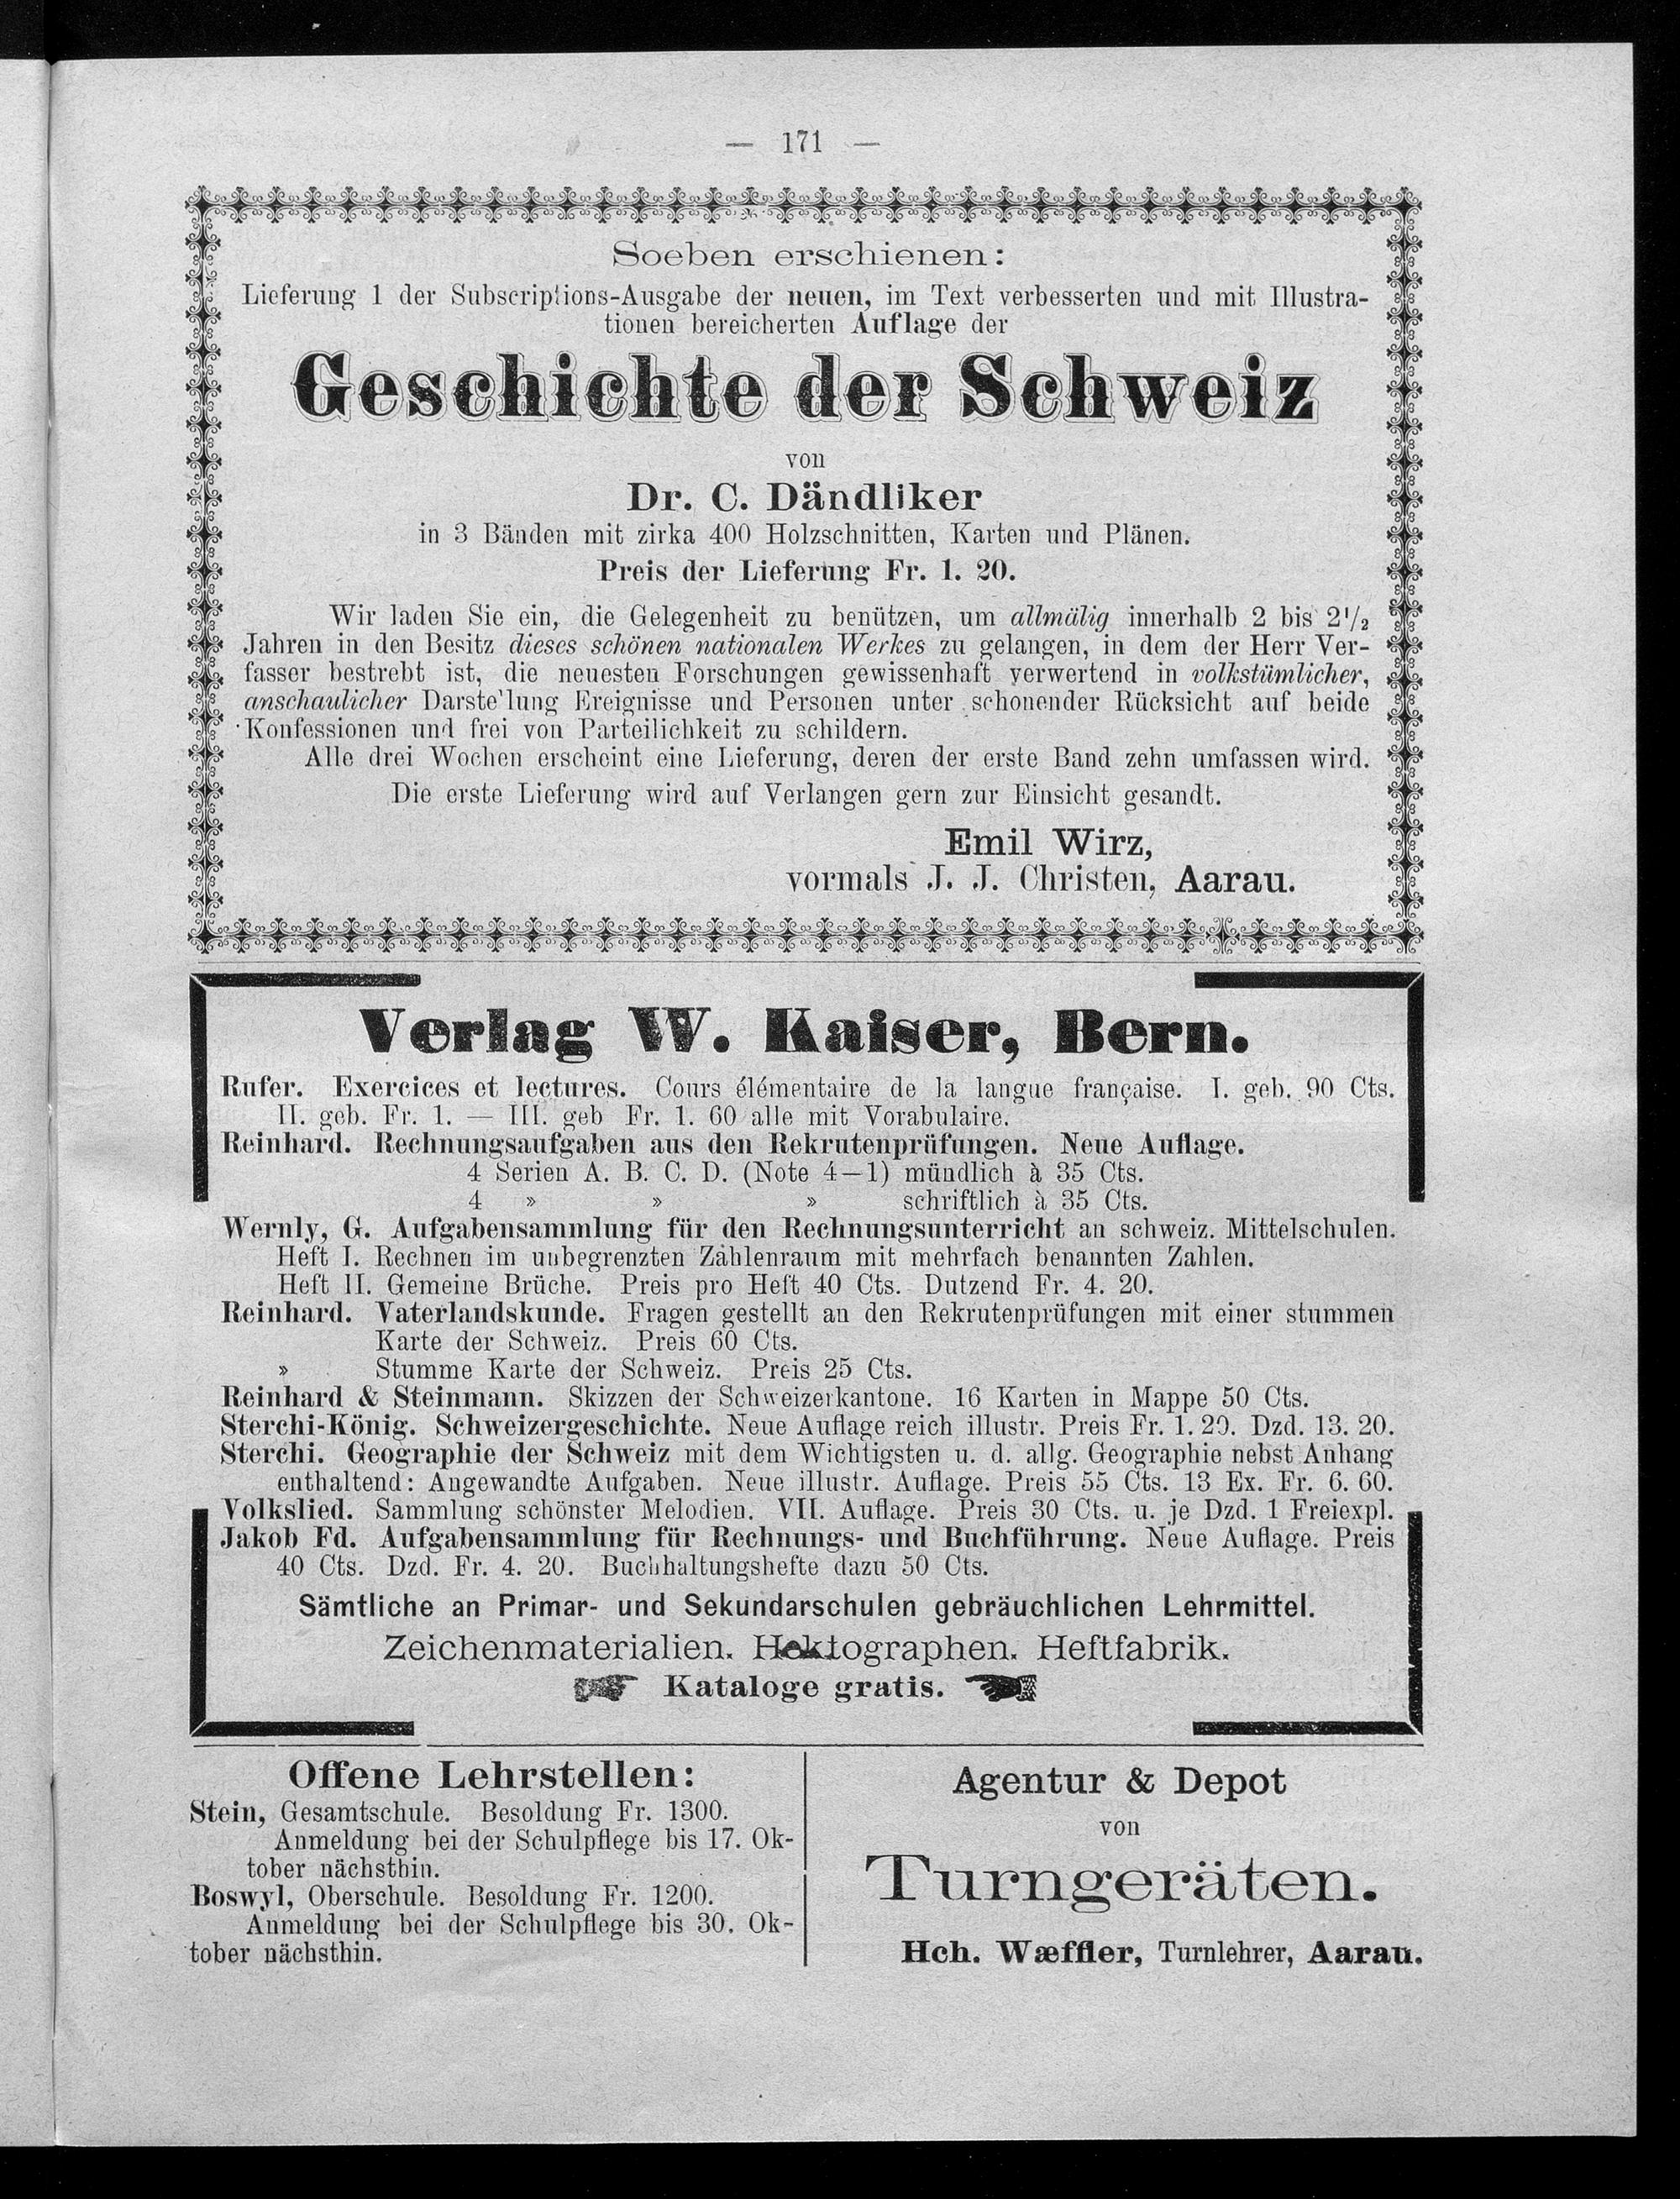 — 171 —
Soeben erschienen:
Lieferung 1 der Subscriptions-Ausgabe der neuen, im Text verbesserten und mit Illustra-
tionen bereicherten Auflage der
Geschichte der Schweiz
von
Dr. C. Dändliker
in 3 Bänden mit zirka 400 Holzschnitten, Karten und Plänen.
Preis der Lieferung Fr. 1. 20.
Wir laden Sie ein, die Gelegenheit zu benützen, um allmälig innerhalb 2 bis 2 1/2
Jahren in den Besitz dieses schönen nationalen Werkes zu gelangen, in dem der Herr Ver-
fasser bestrebt ist, die neuesten Forschungen gewissenhaft verwertend in volkstümlicher,
anschaulicher Darste'lung Ereignisse und Personen unter schonender Rücksicht auf beide
Konfessionen und frei von Parteilichkeit zu schildern.
Alle drei Wochen erscheint eine Lieferung, deren der erste Band zehn umfassen wird.
Die erste Lieferung wird auf Verlangen gern zur Einsicht gesandt.
Emil Wirz,
vormals J. J. Christen, Aarau.
Verlag W. Kaiser, Bern.
Rufer. Exercices et lectures. Cours élémentaire de la langue française. I. geb. 90 Cts.
II. geb. Fr. 1. — III. geb Fr. 1. 60 alle mit Vorabulaire.
Reinhard. Rechnungsaufgaben aus den Rekrutenprüfungen. Neue Auflage.
4 Serien A. B. C. D. (Note 4—1) mündlich à 35 Cts.
4 » » » schriftlich à 35 Cts.
Wernly, G. Aufgabensammlung für den Rechnungsunterricht an schweiz. Mittelschulen.
Heft I. Rechnen im unbegrenzten Zahlenraum mit mehrfach benannten Zahlen.
Heft II. Gemeine Brüche. Preis pro Heft 40 Cts. Dutzend Fr. 4. 20.
Reinhard. Vaterlandskunde. Fragen gestellt an den Rekrutenprüfungen mit einer stummen
Karte der Schweiz. Preis 60 Cts.
» Stumme Karte der Schweiz. Preis 25 Cts.
Reinhard & Steinmann. Skizzen der Schweizerkantone. 16 Karten in Mappe 50 Cts.
Sterchi-König. Schweizergeschichte. Neue Auflage reich illustr. Preis Fr. 1. 20. Dzd. 13. 20.
Sterchi. Geographie der Schweiz mit dem Wichtigsten u. d. allg. Geographie nebst Anhang
enthaltend: Angewandte Aufgaben. Neue illustr. Auflage. Preis 55 Cts. 13 Ex. Fr. 6. 60.
Volkslied. Sammlung schönster Melodien. VII. Auflage. Preis 30 Cts. u. je Dzd. 1 Freiexpl.
Jakob Fd. Aufgabensammlung für Rechnungs- und Buchführung. Neue Auflage. Preis
40 Cts. Dzd. Fr. 4. 20. Buchhaltungshefte dazu 50 Cts.
Sämtliche an Primar- und Sekundarschulen gebräuchlichen Lehrmittel.
Zeichenmaterialien. Hektographen. Heftfabrik.
Kataloge gratis.
Offene Lehrstellen:
Stein, Gesamtschule. Besoldung Fr. 1300.
Anmeldung bei der Schulpflege bis 17. Ok-
tober nächsthin.
Boswyl, Oberschule. Besoldung Fr. 1200.
Anmeldung bei der Schulpflege bis 30. Ok-
tober nächsthin.
Agentur & Depot
von
Turngeräten.
Hch. Wæffler, Turnlehrer, Aarau.